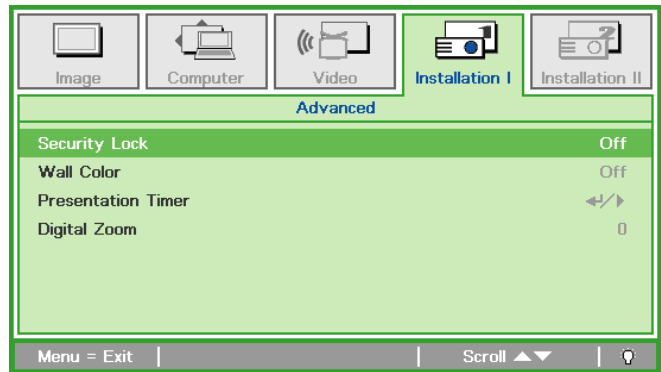 Image Computer Video Installation I Installation II
Advanced
Security Lock Off
Wall Color Off
Presentation Timer
Digital Zoom 0
Menu = Exit Scroll